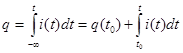 q = ∫_{-∞}^{t} i(t)dt = q(t₀) + ∫_{t₀}^{t} i(t)dt